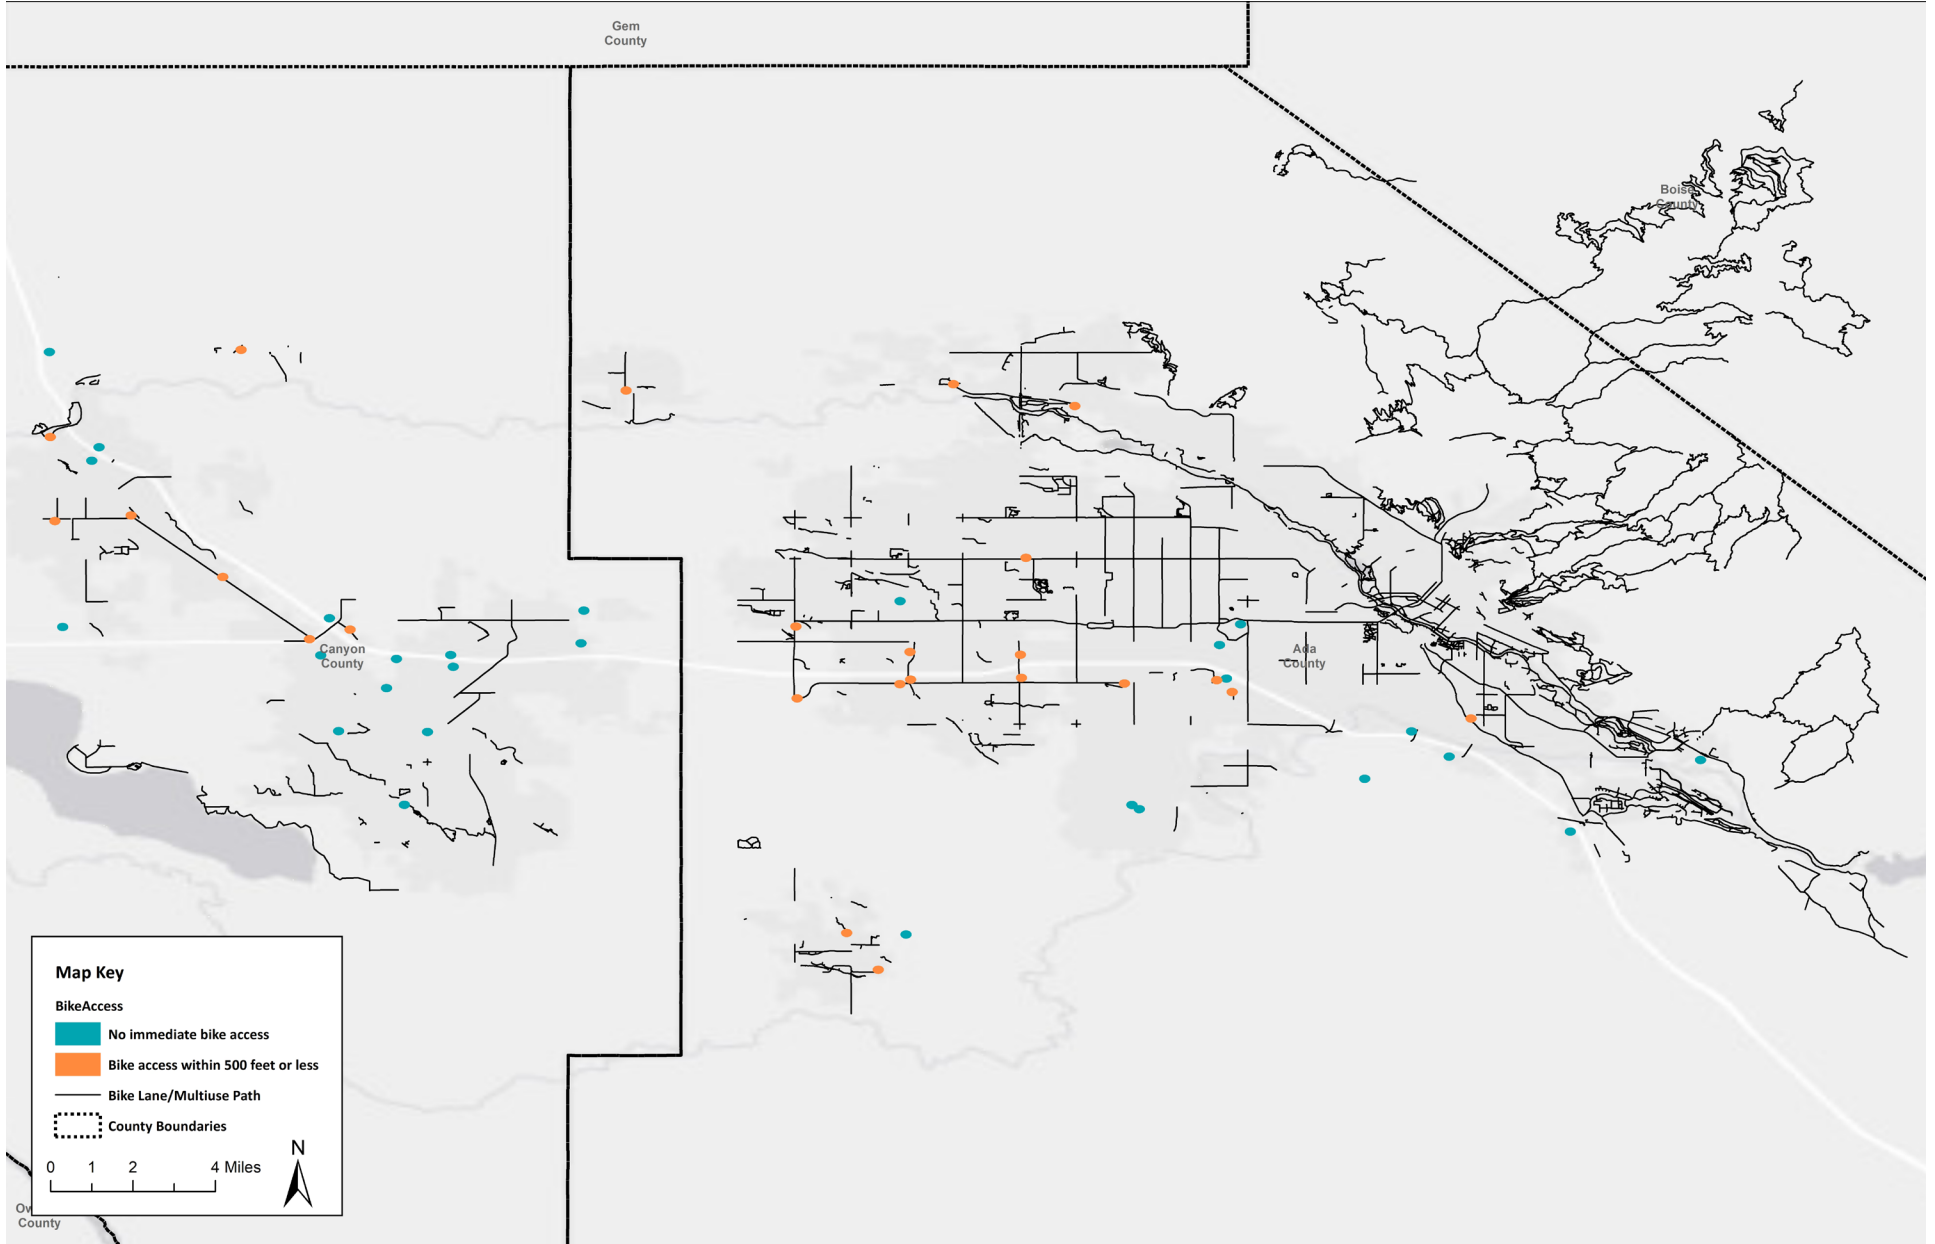 Gem
County
Boise
County
Canyon
County
Ada
County
Map Key
BikeAccess
No immediate bike access
Bike access within 500 feet or less
Bike Lane/Multiuse Path
County Boundaries
N
0 1 2 4 Miles
Ow
County